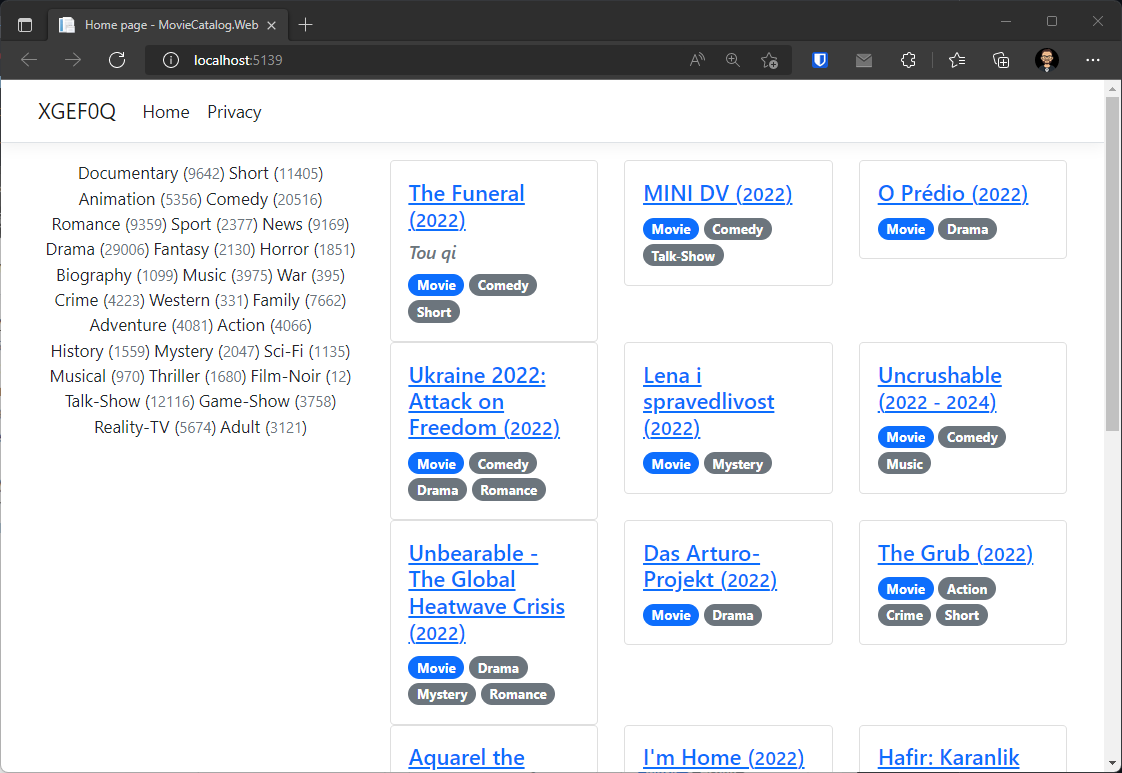 Home page - MovieCatalog.Web
localhost:5139
XGEF0Q Home Privacy
Documentary (9642) Short (11405)
Animation (5356) Comedy (20516)
Romance (9359) Sport (2377) News (9169)
Drama (29006) Fantasy (2130) Horror (1851)
Biography (1099) Music (3975) War (395)
Crime (4223) Western (331) Family (7662)
Adventure (4081) Action (4066)
History (1559) Mystery (2047) Sci-Fi (1135)
Musical (970) Thriller (1680) Film-Noir (12)
Talk-Show (12116) Game-Show (3758)
Reality-TV (5674) Adult (3121)
The Funeral
(2022)
Tou qi
Movie Comedy
Short
MINI DV (2022)
Movie Comedy
Talk-Show
O Prédio (2022)
Movie Drama
Ukraine 2022:
Attack on
Freedom (2022)
Movie Comedy
Drama Romance
Lena i
spravedlivost
(2022)
Movie Mystery
Uncrushable
(2022 - 2024)
Movie Comedy
Music
Unbearable -
The Global
Heatwave Crisis
(2022)
Movie Drama
Mystery Romance
Das Arturo-
Projekt (2022)
Movie Drama
The Grub (2022)
Movie Action
Crime Short
Aquarel the
I'm Home (2022)
Hafir: Karanlik